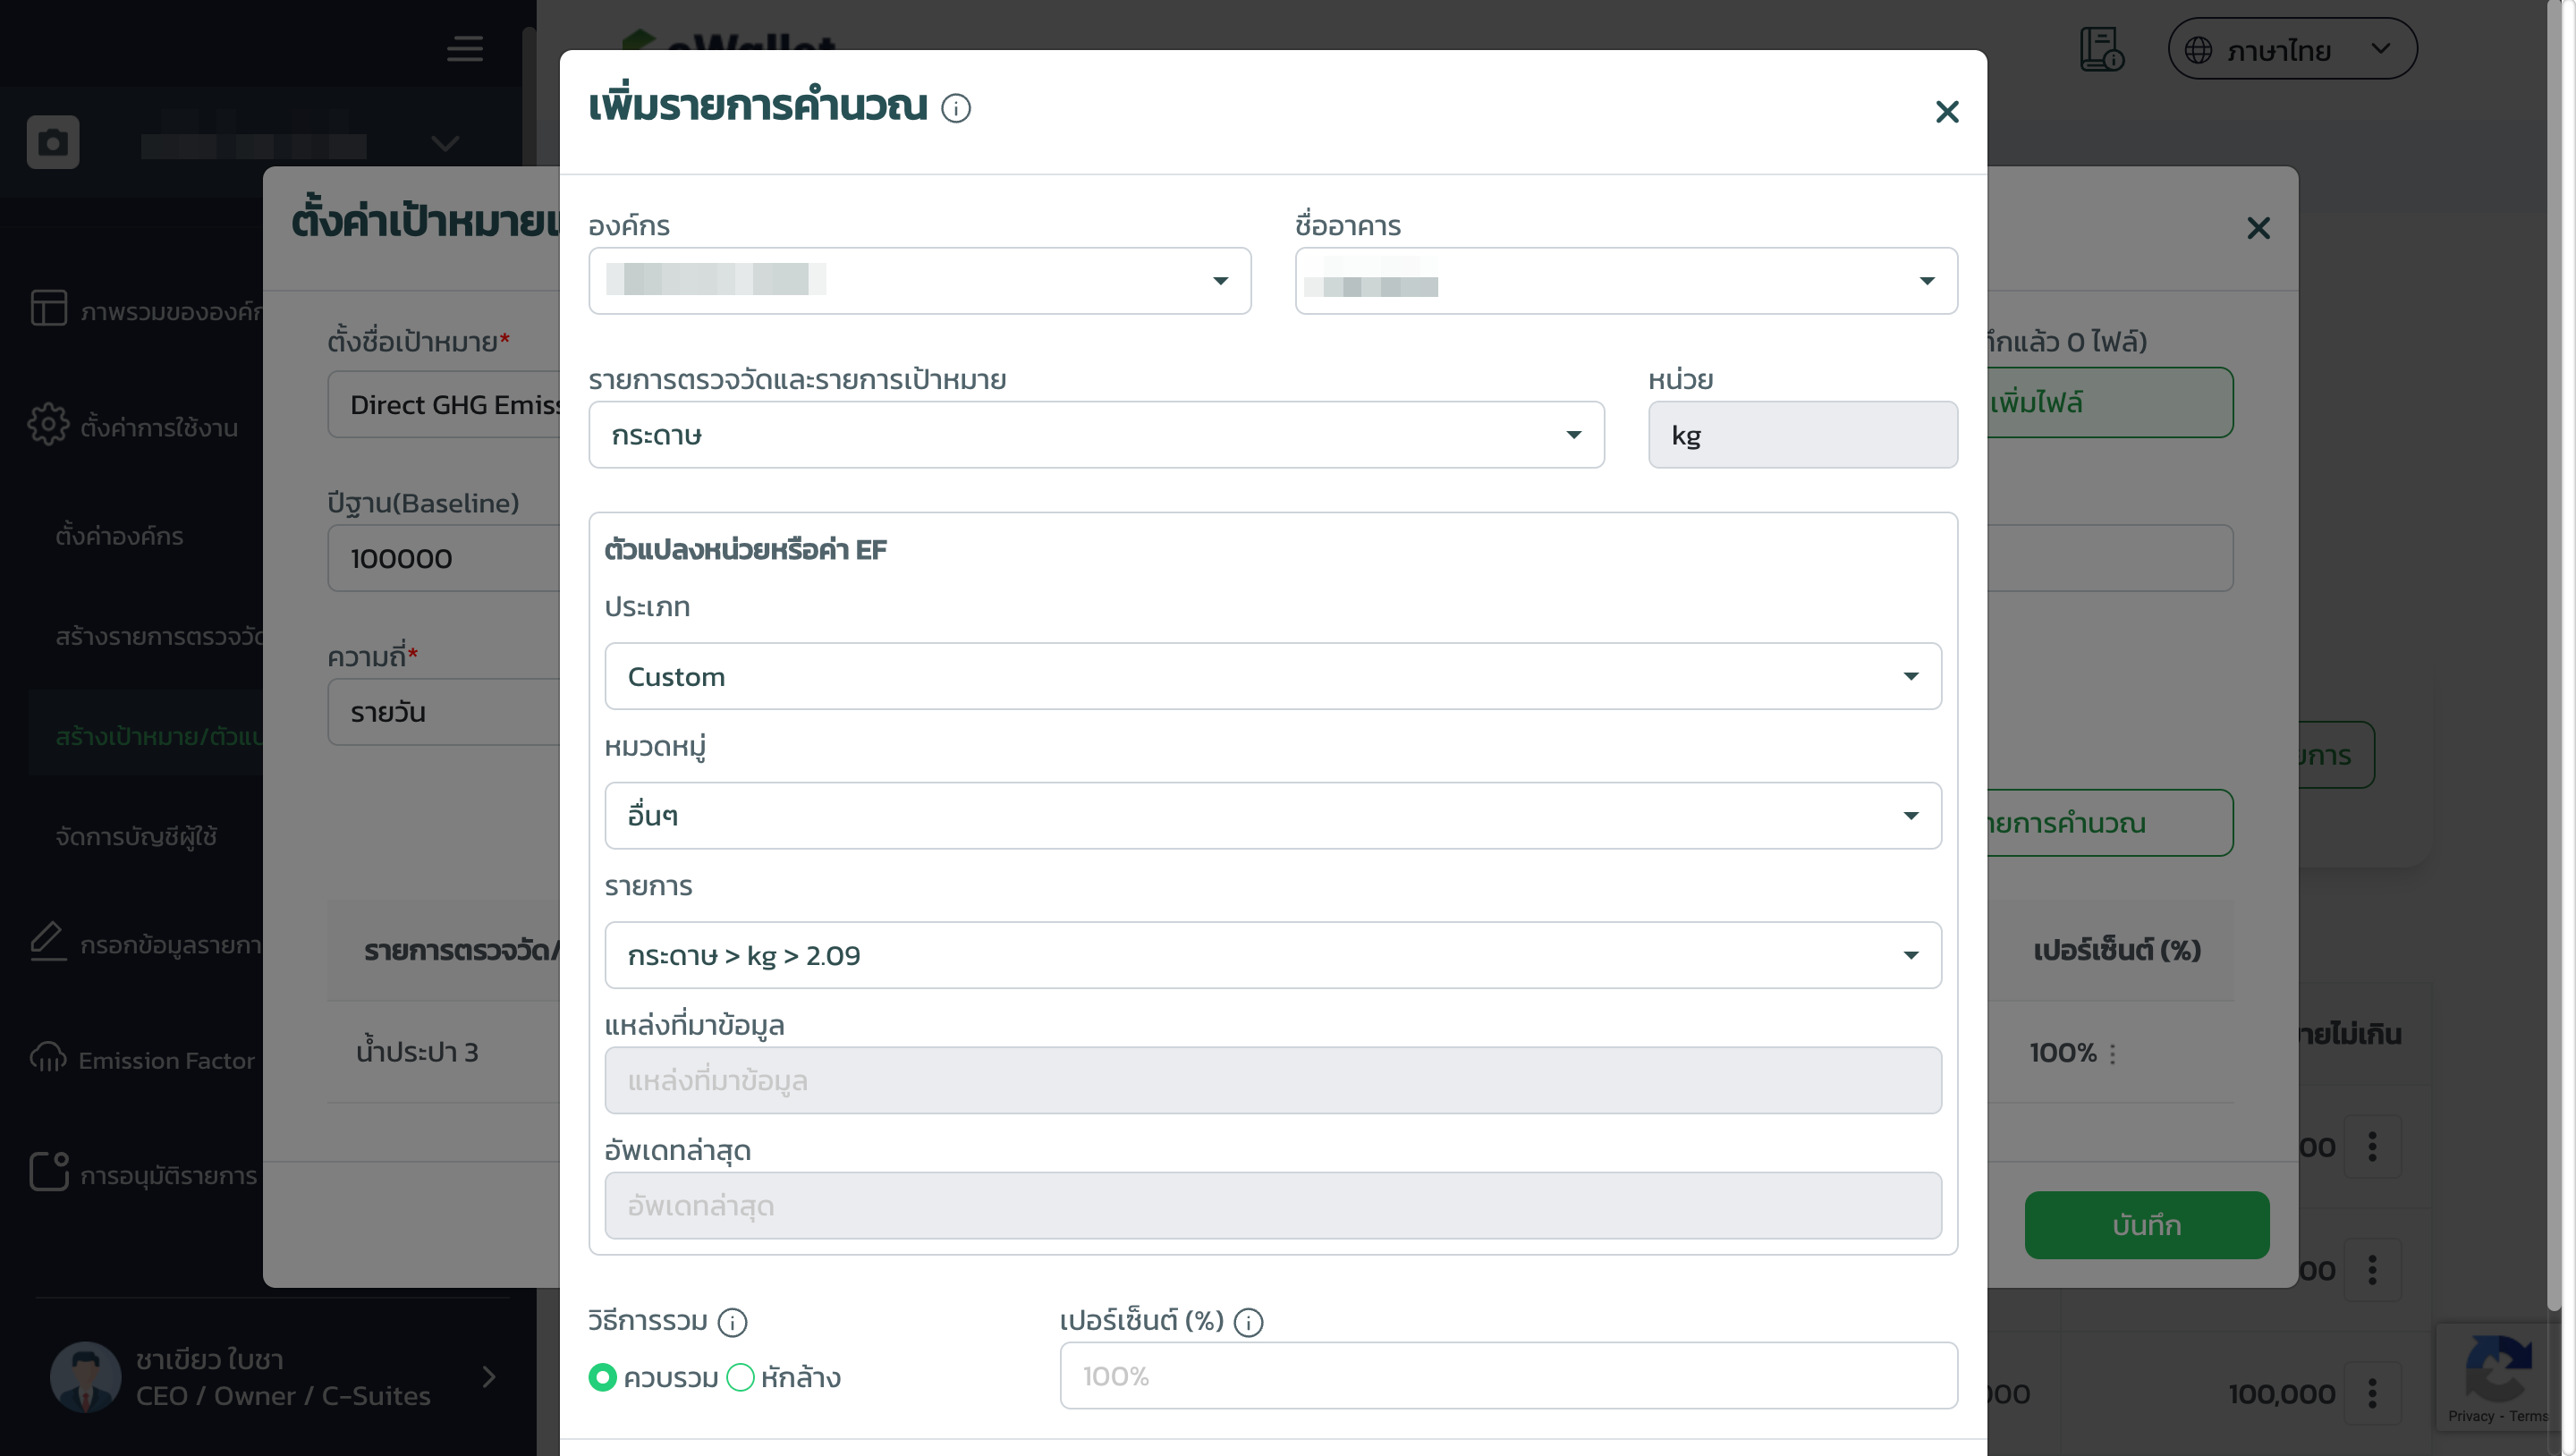 ภาษาไทย
เพิ่มรายการคำนวณ
องค์กร
ชื่ออาคาร
รายการตรวจวัดและรายการเป้าหมาย
หน่วย
กระดาษ
kg
ตัวแปลงหน่วยหรือค่า EF
ประเภท
Custom
หมวดหมู่
อื่นๆ
รายการ
กระดาษ > kg > 2.09
แหล่งที่มาข้อมูล
แหล่งที่มาข้อมูล
อัพเดทล่าสุด
อัพเดทล่าสุด
วิธีการรวม
เปอร์เซ็นต์ (%)
ควบรวม
หักล้าง
100%
ตั้งค่าเป้าหมาย
ตั้งชื่อเป้าหมาย*
Direct GHG Emiss
ปีฐาน(Baseline)
100000
ความถี่*
รายวัน
รายการตรวจวัด/
น้ำประปา 3
ึกแล้ว 0 ไฟล์)
เพิ่มไฟล์
ายการคำนวณ
เปอร์เซ็นต์ (%)
100%
บันทึก
ภาพรวมขององค์ก
ตั้งค่าการใช้งาน
ตั้งค่าองค์กร
สร้างรายการตรวจวัด
สร้างเป้าหมาย/ตัวแป
จัดการบัญชีผู้ใช้
กรอกข้อมูลรายกา
Emission Factor
การอนุมัติรายการ
ชาเขียว ใบชา
CEO / Owner / C-Suites
ยการ
ายไม่เกิน
00
00
000
100,000
Privacy - Terms